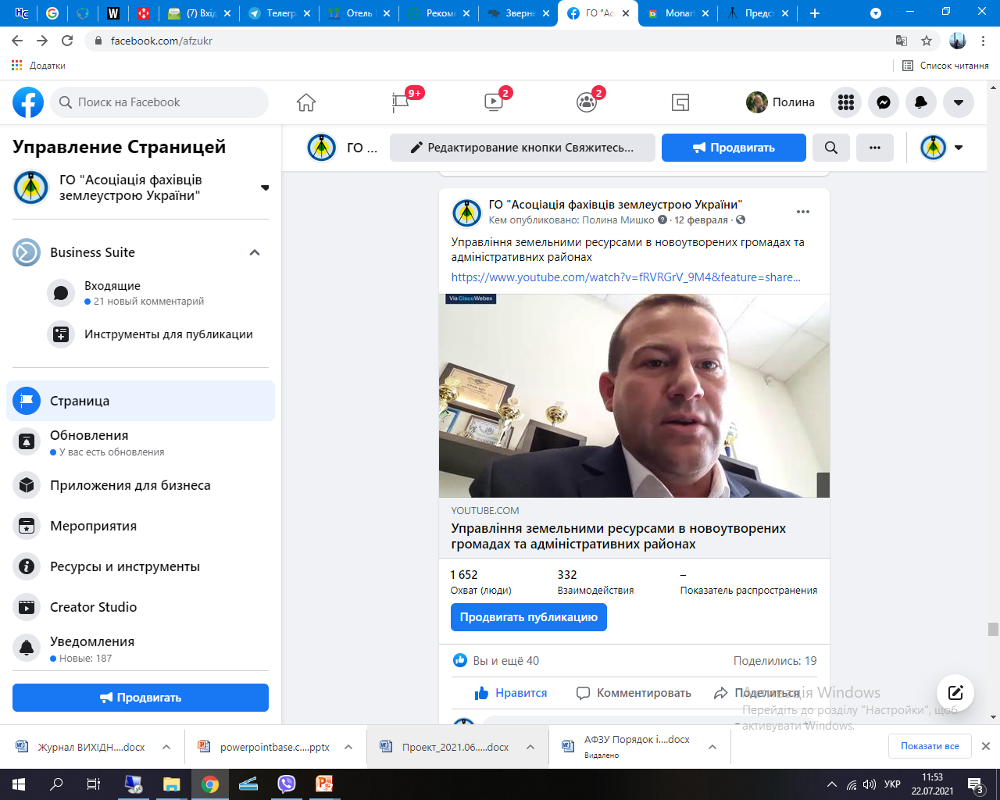 (7) Вхід
Телегр
Отель
Реком
Зверне
ГО "Ас
Monar
Предст
facebook.com/afzukr
Додатки
Список читання
Поиск на Facebook
9+
2
2
Полина
Управление Страницей
ГО "Асоціація фахівців
землеустрою України"
Business Suite
Входящие
21 новый комментарий
Инструменты для публикации
Страница
Обновления
У вас есть обновления
Приложения для бизнеса
Мероприятия
Ресурсы и инструменты
Creator Studio
Уведомления
Новые: 187
Продвигать
ГО ...
Редактирование кнопки Свяжитесь...
Продвигать
ГО "Асоціація фахівців землеустрою України"
Кем опубликовано: Полина Мишко · 12 февраля ·
Управління земельними ресурсами в новоутворених громадах та
адміністративних районах
https://www.youtube.com/watch?v=fRVRGrV_9M4&feature=share...
Via CiscoWebex
YOUTUBE.COM
Управління земельними ресурсами в новоутворених
громадах та адміністративних районах
1 652
Охват (люди)
332
Взаимодействия
–
Показатель распространения
Продвигать публикацию
Вы и ещё 40
Поделились: 19
Нравится
Комментировать
Поделиться
Активація Windows
Перейдіть до розділу "Настройки", щоб
активувати Windows.
Журнал ВИХІДН....docx
powerpointbase.c....pptx
Проект_2021.06.....docx
АФЗУ Порядок і....docx
Видалено
Показати все
УКР
11:53
22.07.2021
3